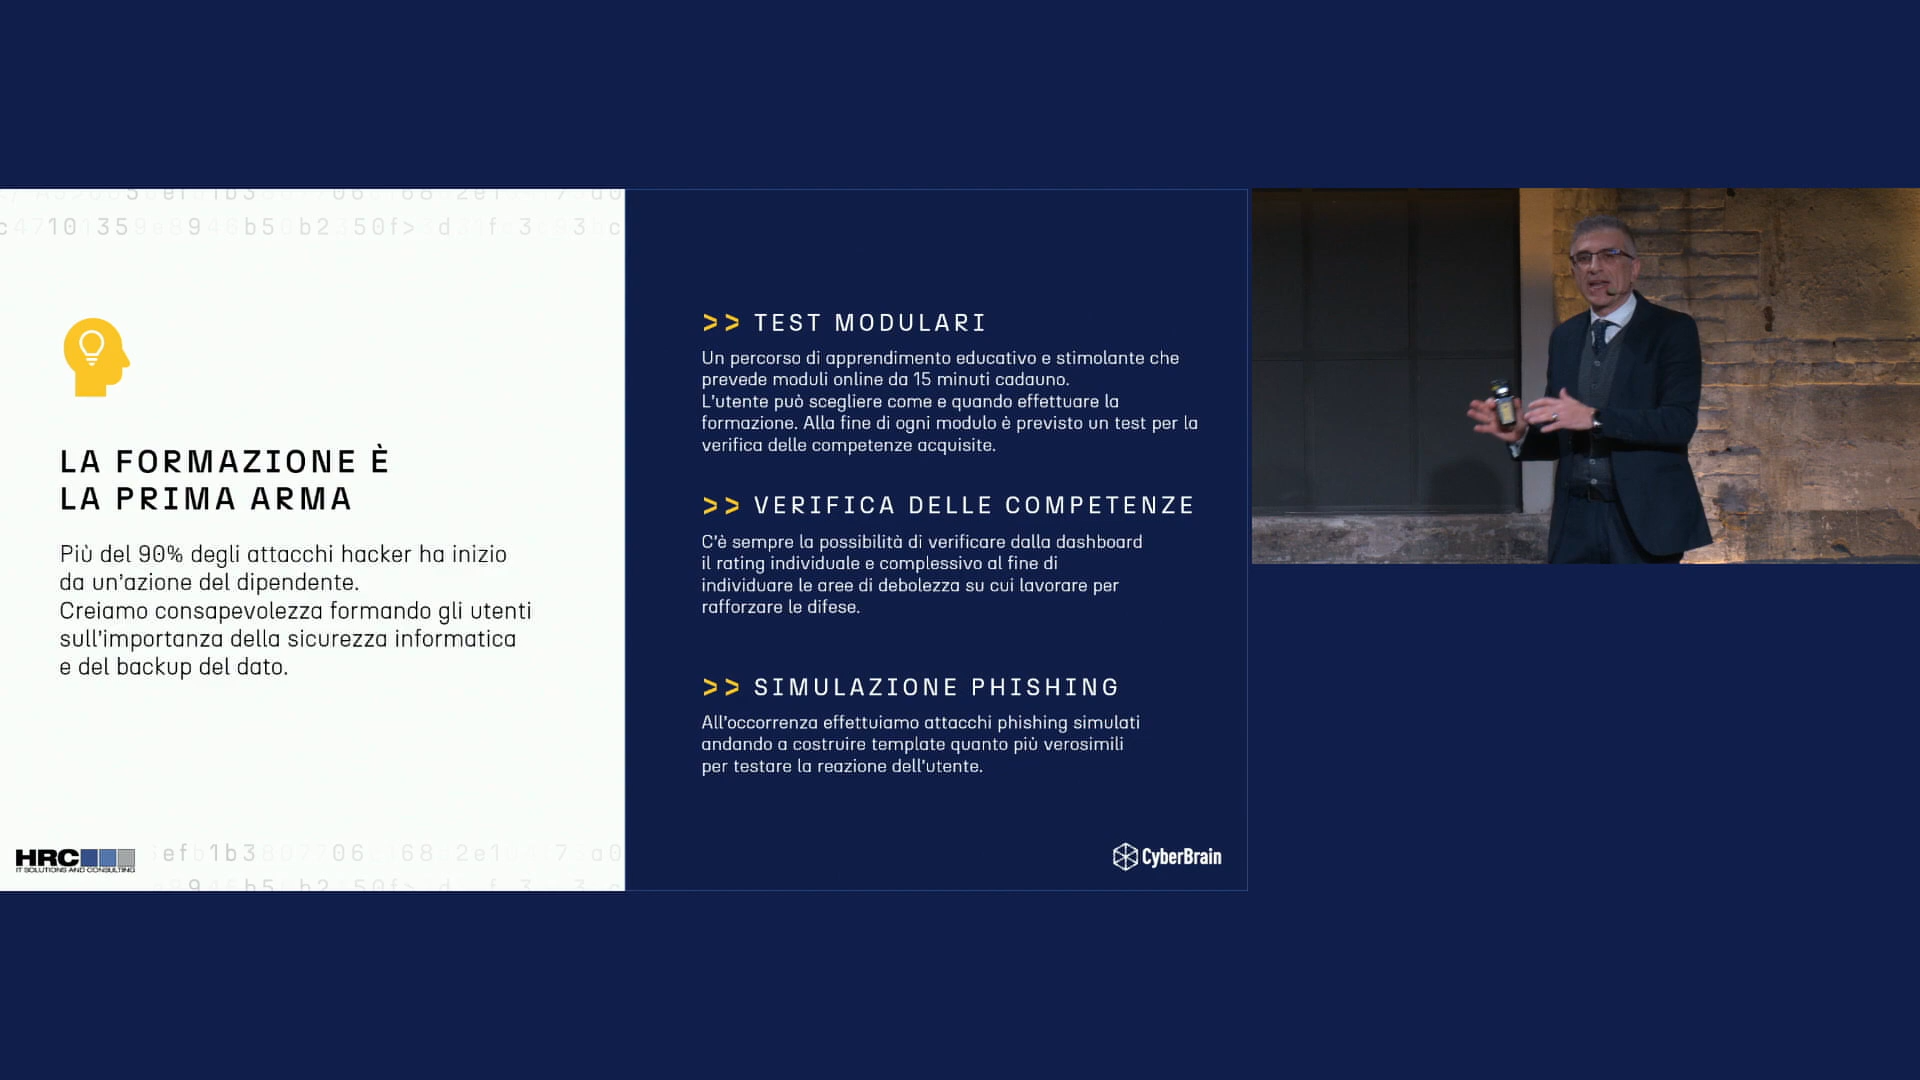 LA FORMAZIONE È
LA PRIMA ARMA
Più del 90% degli attacchi hacker ha inizio
da un'azione del dipendente.
Creiamo consapevolezza formando gli utenti
sull'importanza della sicurezza informatica
e del backup del dato.
HRC
IT SOLUTIONS AND CONSULTING
>> TEST MODULARI
Un percorso di apprendimento educativo e stimolante che
prevede moduli online da 15 minuti cadauno.
L'utente può scegliere come e quando effettuare la
formazione. Alla fine di ogni modulo è previsto un test per la
verifica delle competenze acquisite.
>> VERIFICA DELLE COMPETENZE
C'è sempre la possibilità di verificare dalla dashboard
il rating individuale e complessivo al fine di
individuare le aree di debolezza su cui lavorare per
rafforzare le difese.
>> SIMULAZIONE PHISHING
All'occorrenza effettuiamo attacchi phishing simulati
andando a costruire template quanto più verosimili
per testare la reazione dell'utente.
CyberBrain